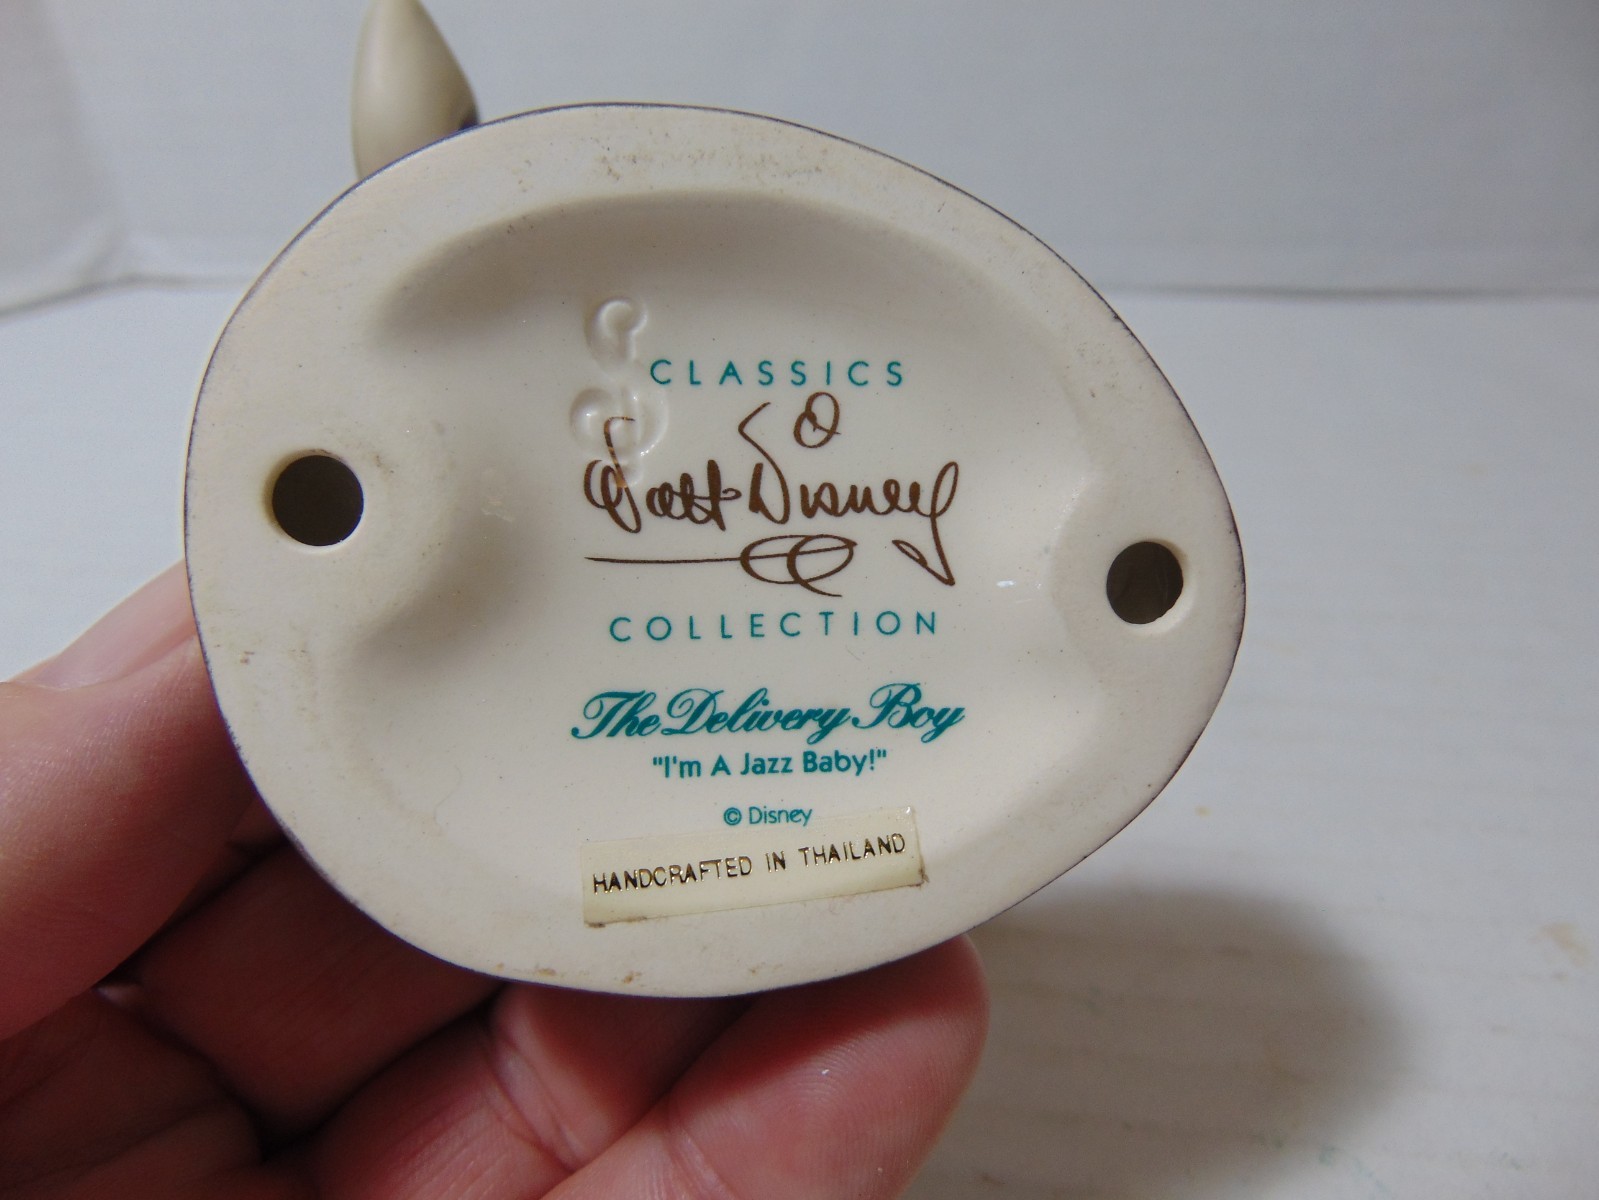 CLASSICS
Walt Disney
COLLECTION
The Delivery Boy
"I'm A Jazz Baby!"
© Disney
HANDCRAFTED IN THAILAND